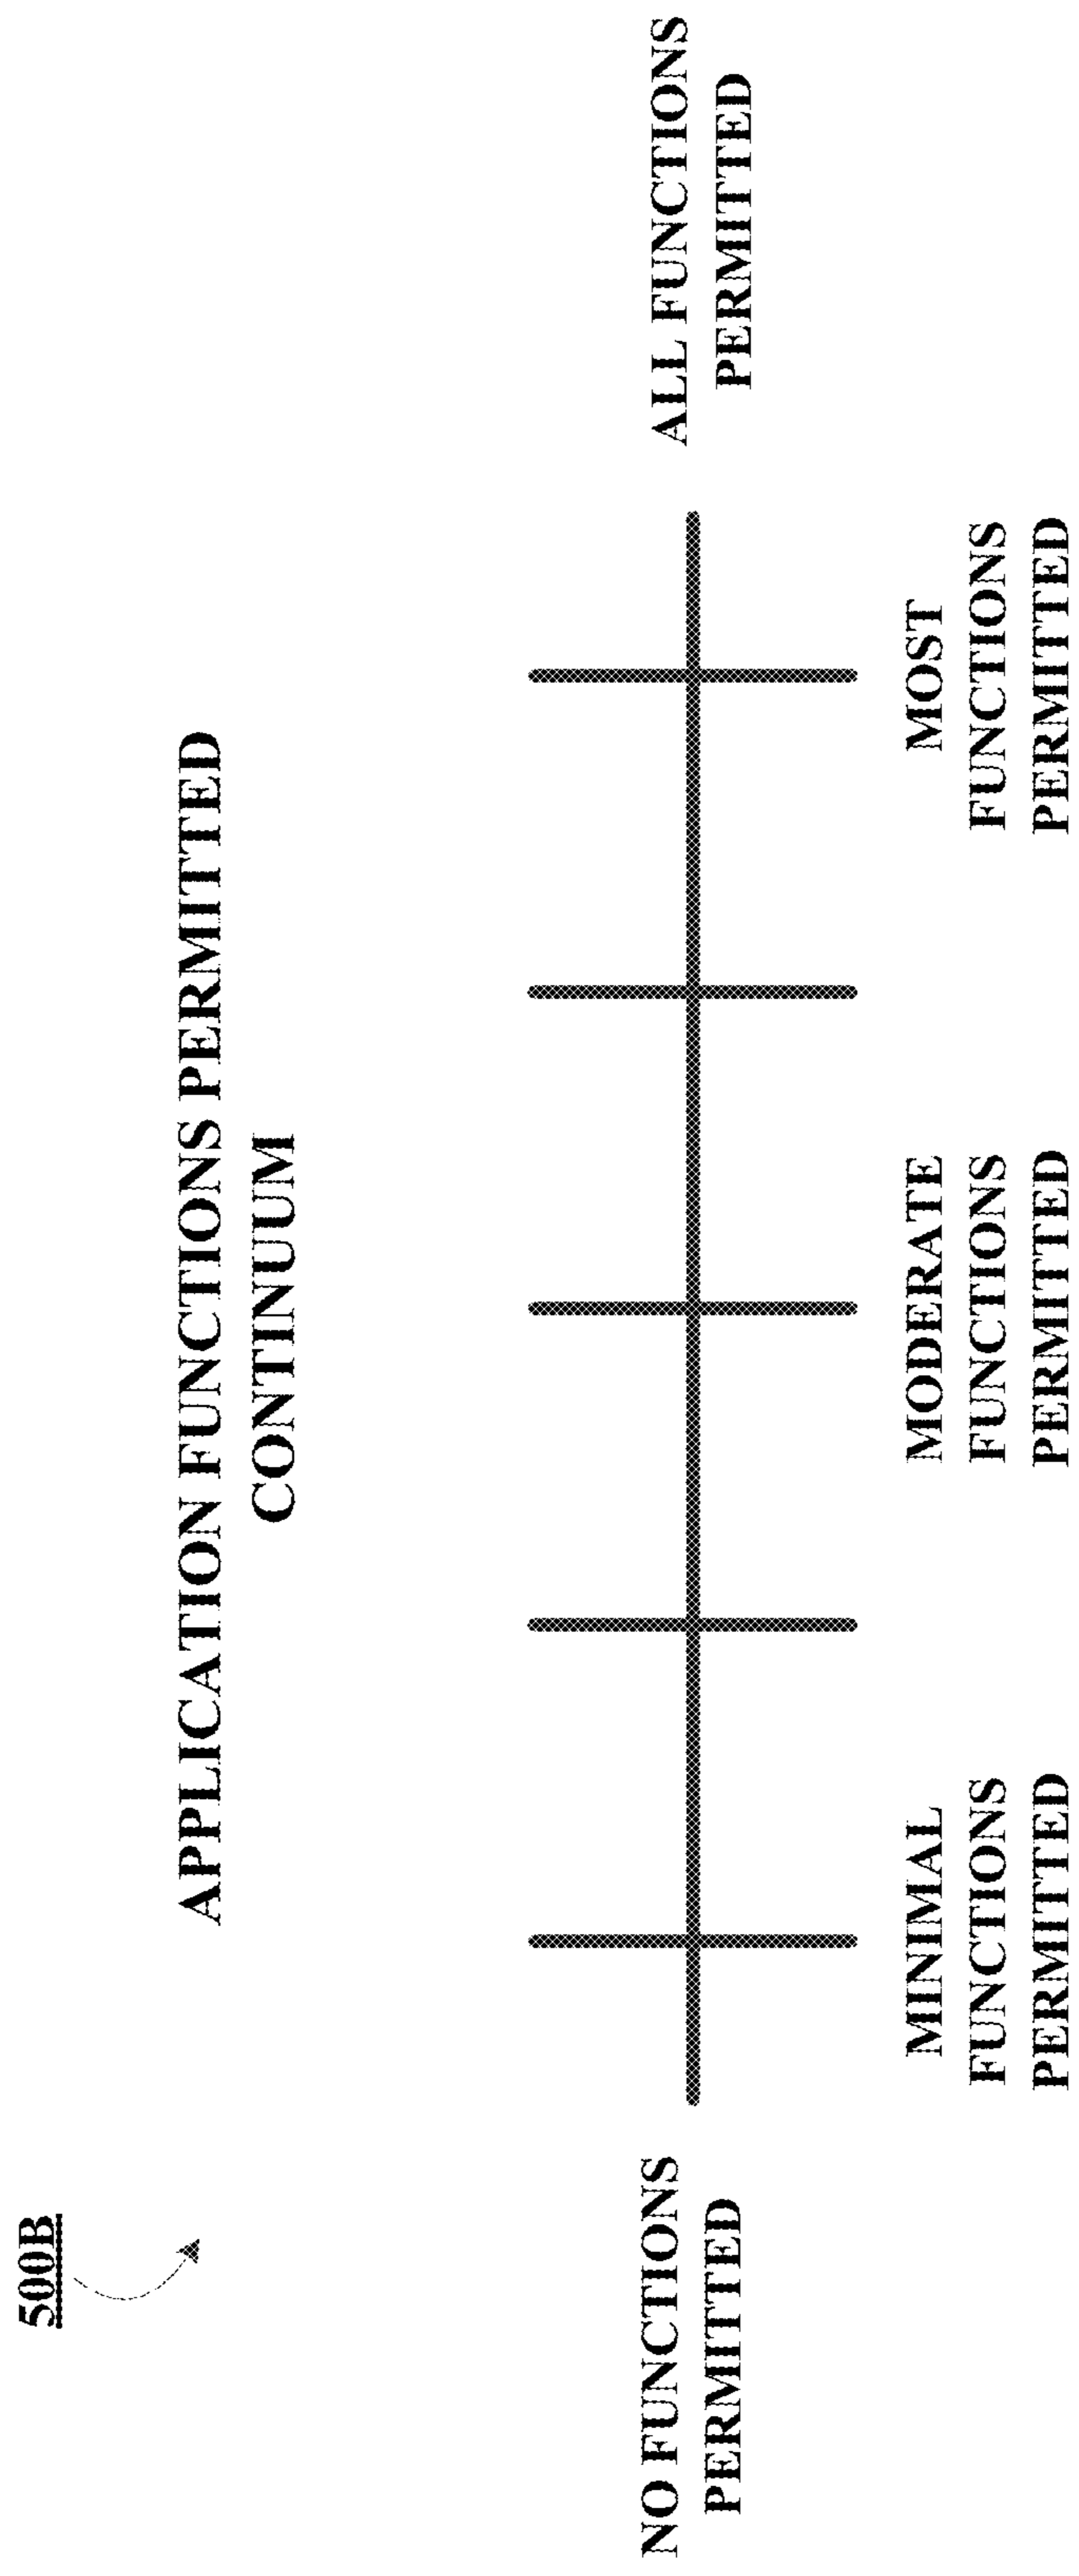 500B
APPLICATION FUNCTIONS PERMITTED
CONTINUUM
NO FUNCTIONS
PERMITTED
ALL FUNCTIONS
PERMITTED
MINIMAL
FUNCTIONS
PERMITTED
MODERATE
FUNCTIONS
PERMITTED
MOST
FUNCTIONS
PERMITTED